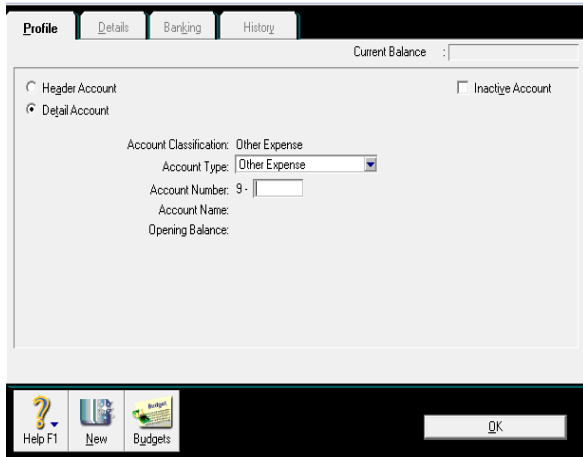 Profile Details Banking History
Current Balance :
Header Account Inactive Account
Detail Account
Account Classification: Other Expense
Account Type: Other Expense
Account Number: 9 -
Account Name:
Opening Balance:
Budget
Help F1 New Budgets OK